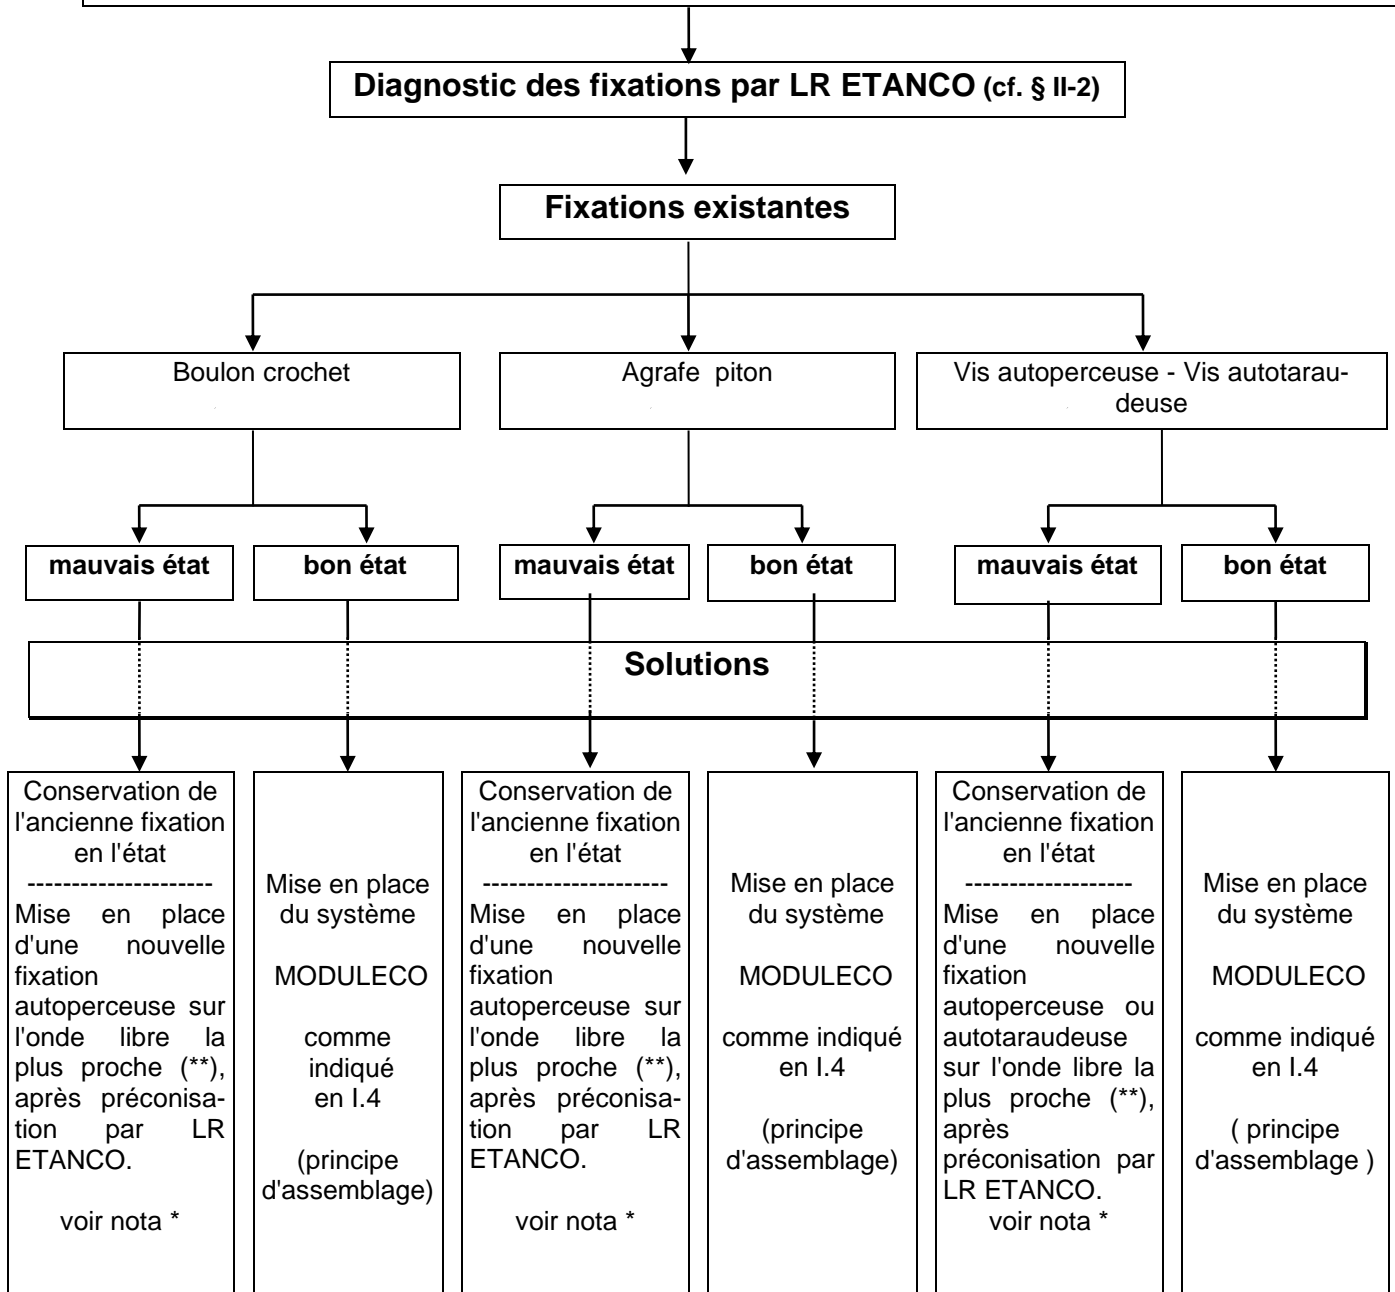 Diagnostic des fixations par LR ETANCO (cf. § II-2)
Fixations existantes
Boulon crochet
Agrafe piton
Vis autoperceuse - Vis autotarau-
deuse
mauvais état
bon état
mauvais état
bon état
mauvais état
bon état
Solutions
Conservation de
l'ancienne fixation
en l'état
---------------------
Mise en place
d'une nouvelle
fixation
autoperceuse sur
l'onde libre la
plus proche (**),
après préconisa-
tion par LR
ETANCO.
voir nota *
Mise en place
du système
MODULECO
comme
indiqué
en I.4
(principe
d'assemblage)
Conservation de
l'ancienne fixation
en l'état
---------------------
Mise en place
d'une nouvelle
fixation
autoperceuse sur
l'onde libre la
plus proche (**),
après préconisa-
tion par LR
ETANCO.
voir nota *
Mise en place
du système
MODULECO
comme indiqué
en I.4
(principe
d'assemblage)
Conservation de
l'ancienne fixation
en l'état
-------------------
Mise en place
d'une nouvelle
fixation
autoperceuse ou
autotaraudeuse
sur l'onde libre la
plus proche (**),
après
préconisation par
LR ETANCO.
voir nota *
Mise en place
du système
MODULECO
comme indiqué
en I.4
( principe
d'assemblage )